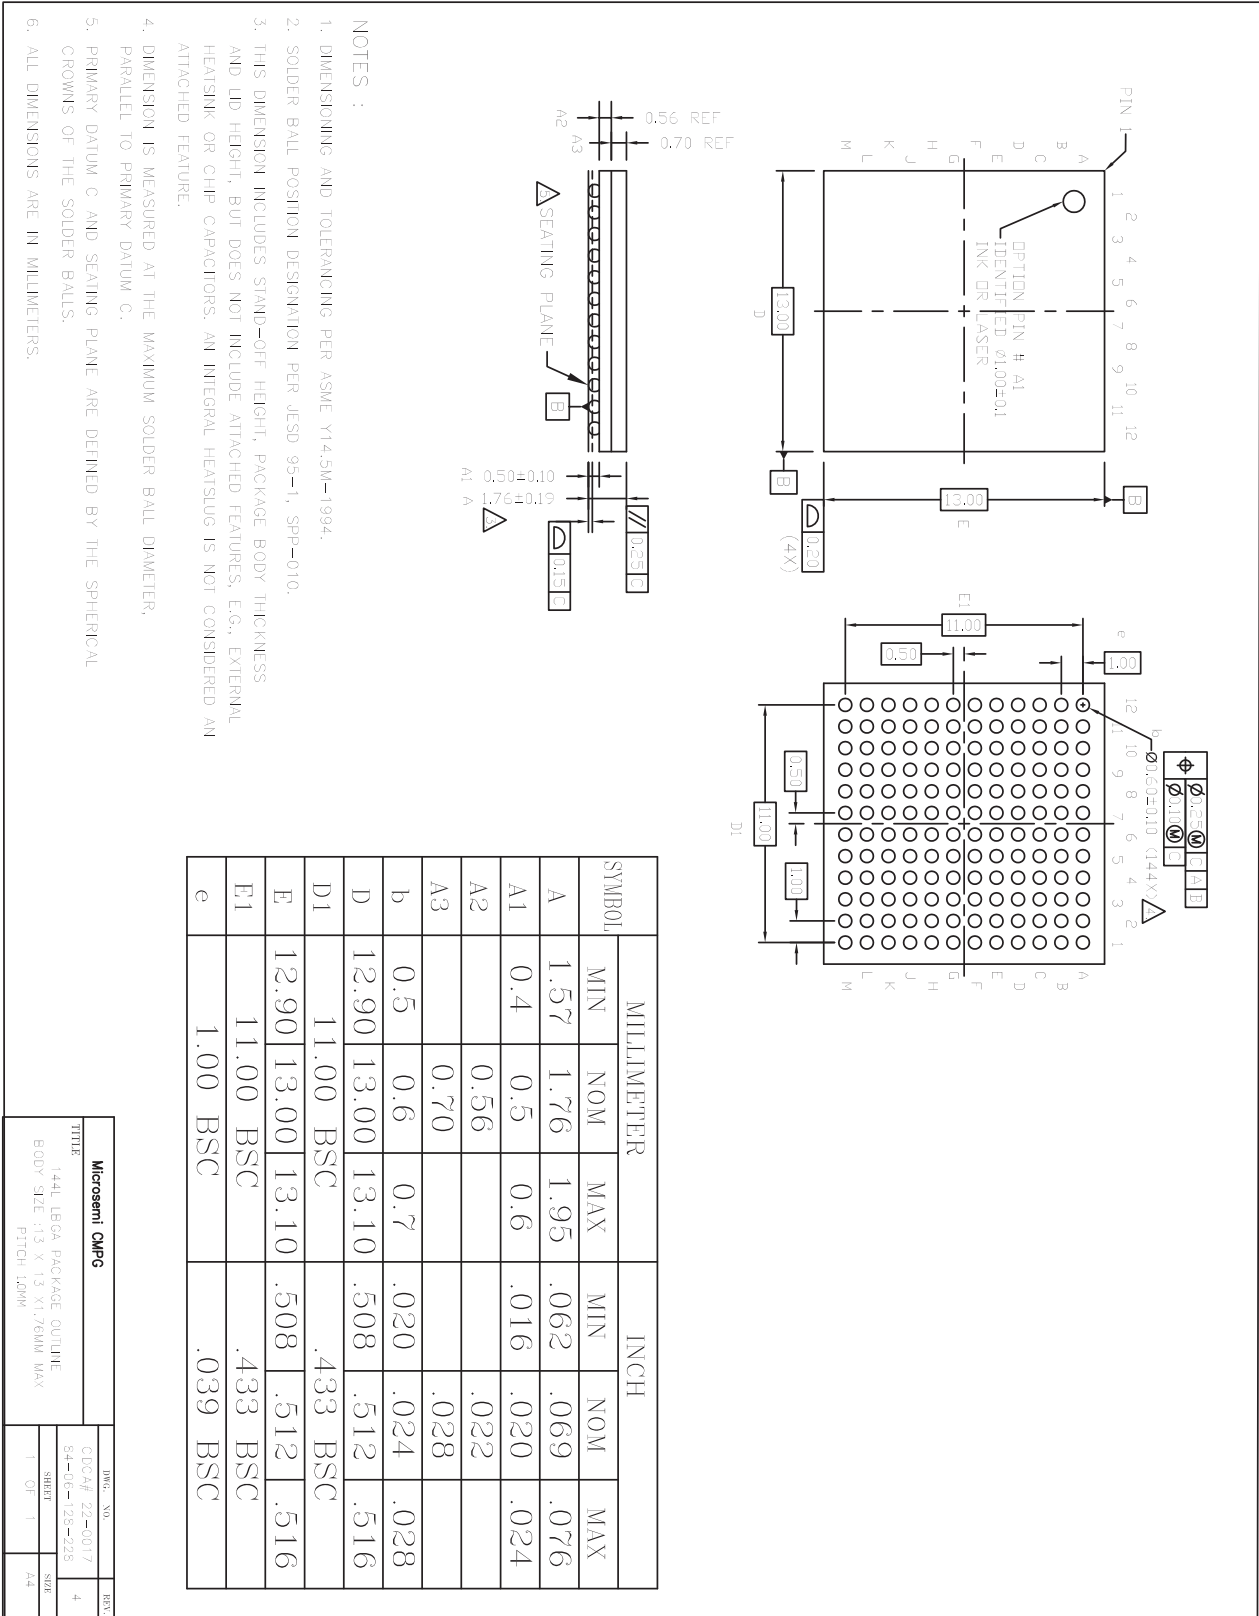 PIN 1
A
B
C
D
E
F
G
H
J
K
L
M
1 2 3 4 5 6 7 8 9 10 11 12
OPTION PIN # A1
IDENTIFIED Ø1.00±0.1
INK OR LASER
13.00
D
B
13.00
E
B
0.20
(4X)
0.56 REF
0.70 REF
A2
A3
5. SEATING PLANE
B
A1 0.50±0.10
A 1.76±0.19
3.
// 0.25 C
0.15 C
E1
11.00
0.50
e
1.00
b
Ø0.60±0.10 (144X) 4
Ø0.25 M C A B
Ø0.10 M C
12 11 10 9 8 7 6 5 4 3 2 1
A
B
C
D
E
F
G
H
J
K
L
M
0.50
11.00
D1
1.00
NOTES :
1. DIMENSIONING AND TOLERANCING PER ASME Y14.5M-1994.
2. SOLDER BALL POSITION DESIGNATION PER JESD 95-1, SPP-010.
3. THIS DIMENSION INCLUDES STAND-OFF HEIGHT, PACKAGE BODY THICKNESS
AND LID HEIGHT, BUT DOES NOT INCLUDE ATTACHED FEATURES, E.G., EXTERNAL
HEATSINK OR CHIP CAPACITORS. AN INTEGRAL HEATSLUG IS NOT CONSIDERED AN
ATTACHED FEATURE.
4. DIMENSION IS MEASURED AT THE MAXIMUM SOLDER BALL DIAMETER,
PARALLEL TO PRIMARY DATUM C.
5. PRIMARY DATUM C AND SEATING PLANE ARE DEFINED BY THE SPHERICAL
CROWNS OF THE SOLDER BALLS.
6. ALL DIMENSIONS ARE IN MILLIMETERS.
SYMBOL MILLIMETER INCH
MIN NOM MAX MIN NOM MAX
A 1.57 1.76 1.95 .062 .069 .076
A1 0.4 0.5 0.6 .016 .020 .024
A2 0.56 .022
A3 0.70 .028
b 0.5 0.6 0.7 .020 .024 .028
D 12.90 13.00 13.10 .508 .512 .516
D1 11.00 BSC .433 BSC
E 12.90 13.00 13.10 .508 .512 .516
E1 11.00 BSC .433 BSC
e 1.00 BSC .039 BSC
Microsemi CMPG
TITLE
144L LBGA PACKAGE OUTLINE
BODY SIZE :13 X 13 X1.76MM MAX
PITCH 1.0MM
DWG. NO.
CDCA# 22-0017
94-06-128-228
REV.
4
SHEET
1 OF 1
SIZE
A4